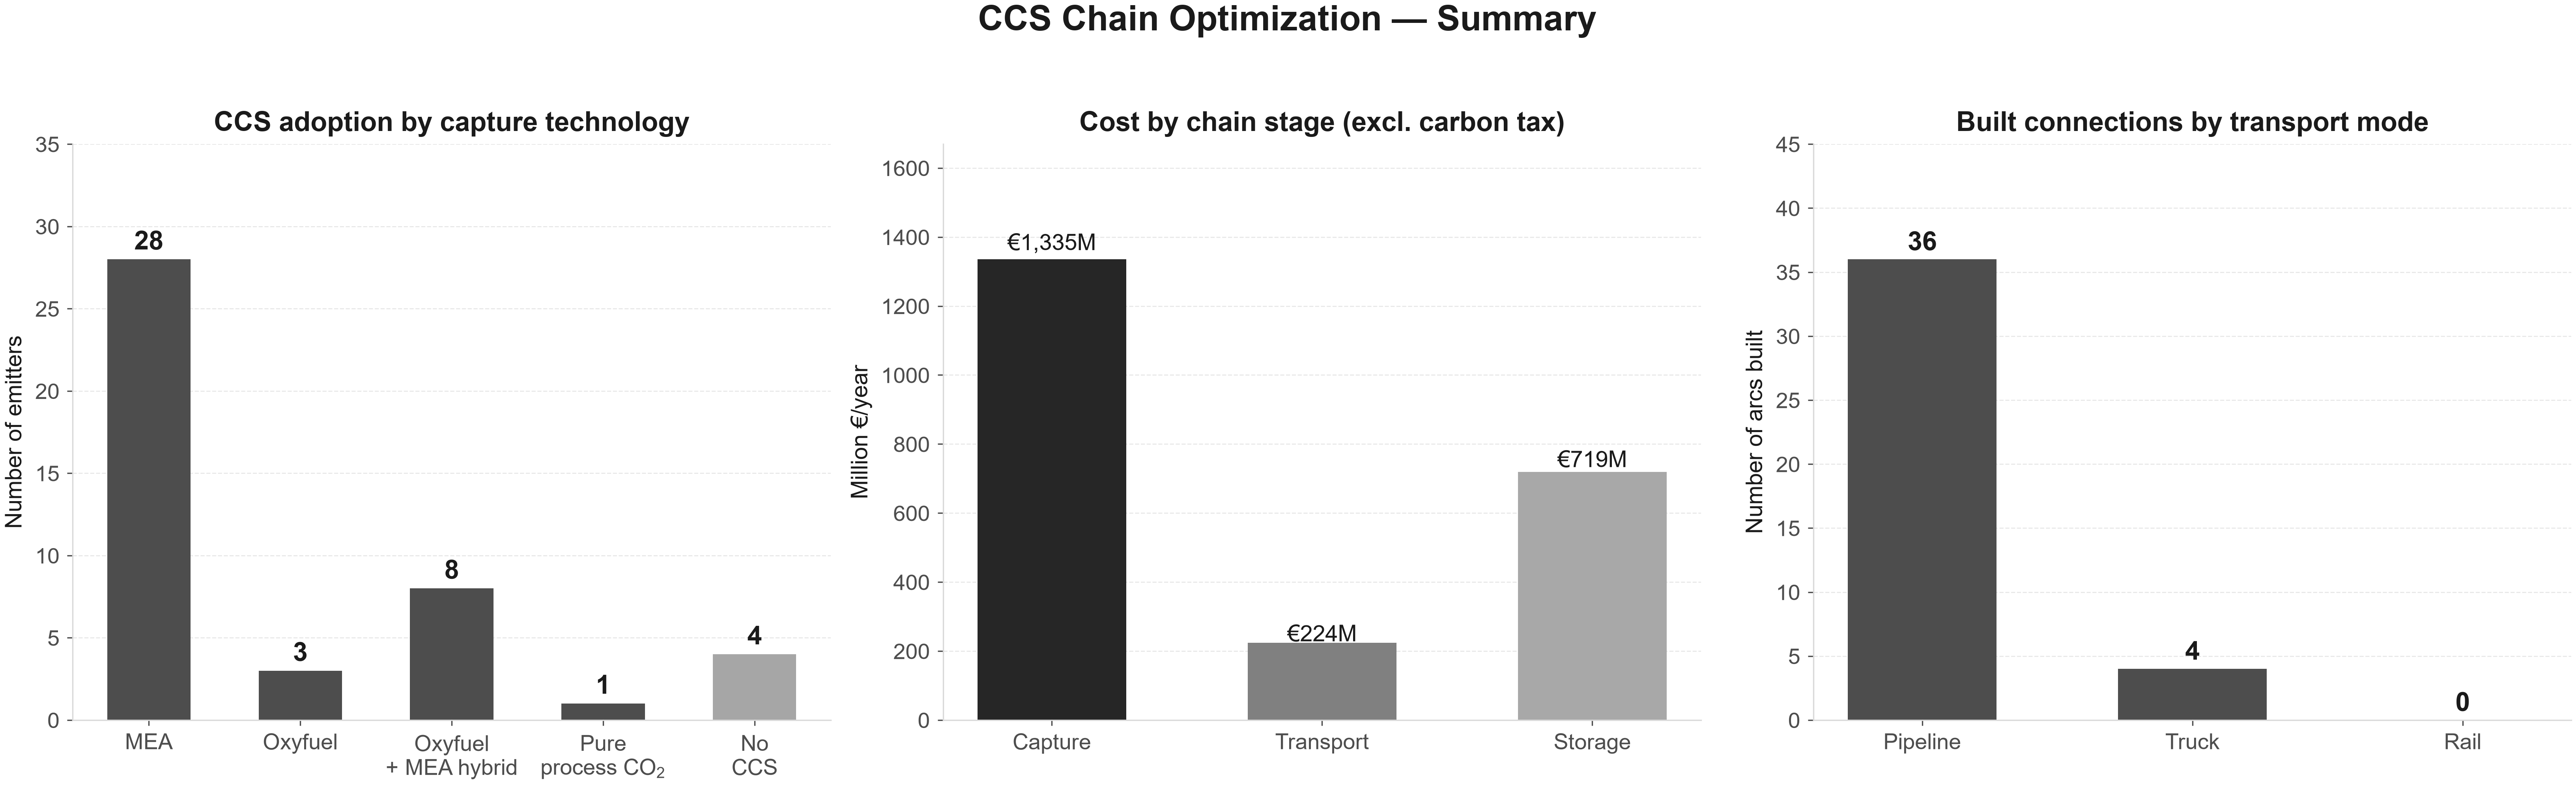 CCS Chain Optimization — Summary
CCS adoption by capture technology
Number of emitters
35
30
25
20
15
10
5
0
28
3
8
1
4
MEA
Oxyfuel
Oxyfuel
+ MEA hybrid
Pure
process CO₂
No
CCS
Cost by chain stage (excl. carbon tax)
Million €/year
1600
1400
1200
1000
800
600
400
200
0
€1,335M
€224M
€719M
Capture
Transport
Storage
Built connections by transport mode
Number of arcs built
45
40
35
30
25
20
15
10
5
0
36
4
0
Pipeline
Truck
Rail